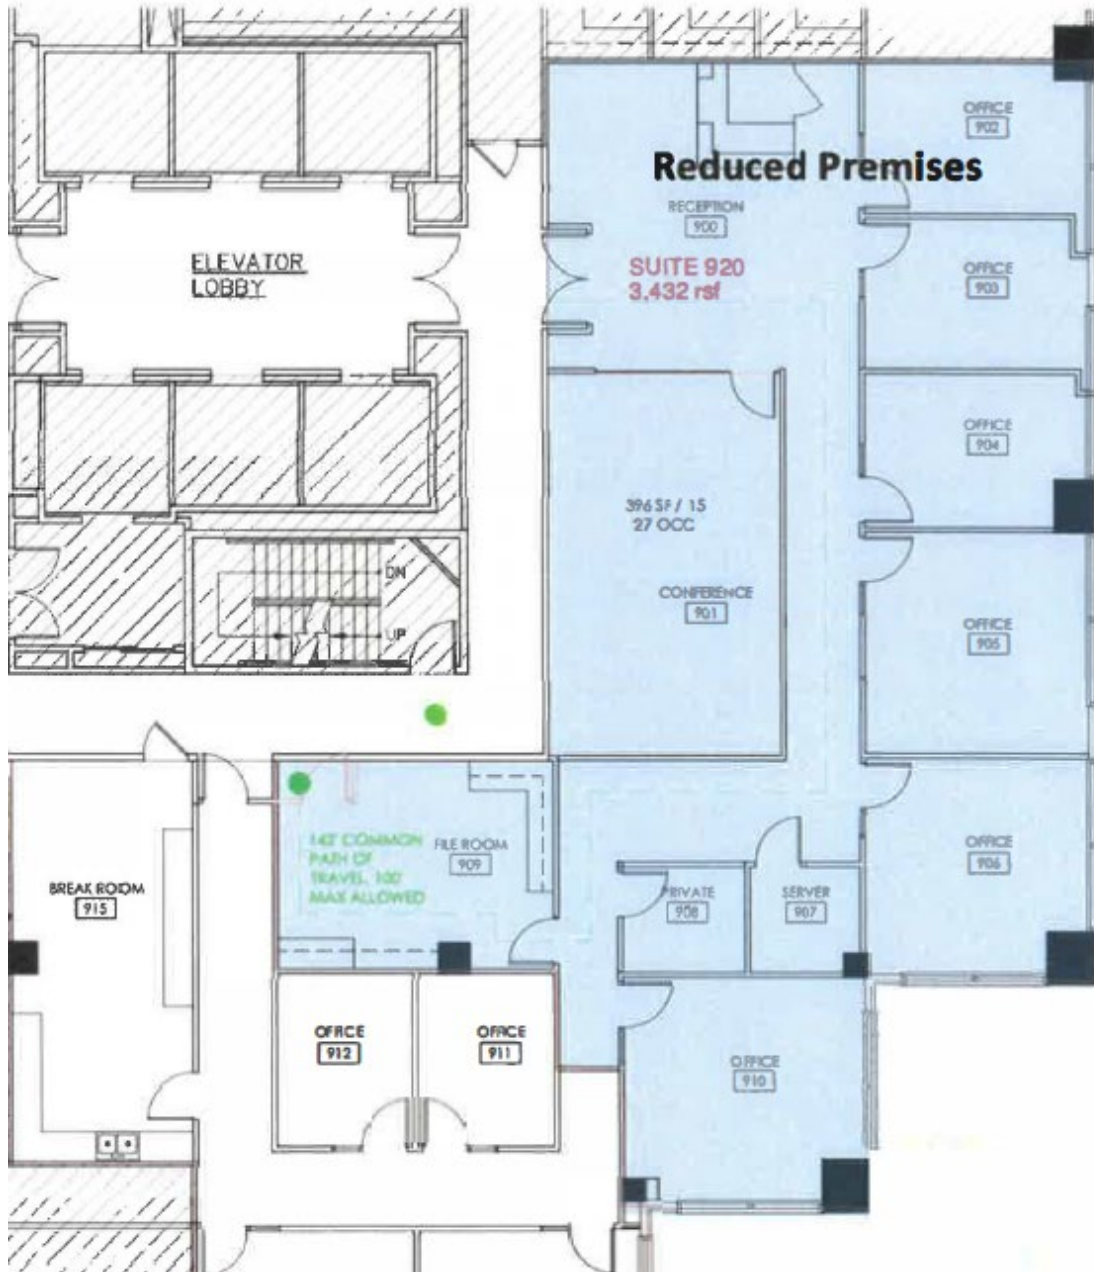 OFFICE
902
Reduced Premises
RECEPTION
900
ELEVATOR
LOBBY
SUITE 920
3,432 rsf
OFFICE
903
OFFICE
904
396 SF / 15
27 OCC
CONFERENCE
901
DN
UP
OFFICE
905
140' COMMON
PATH OF
TRAVEL. 100'
MAX ALLOWED
FILE ROOM
909
OFFICE
906
BREAK ROOM
915
PRIVATE
908
SERVER
907
OFFICE
912
OFFICE
911
OFFICE
910